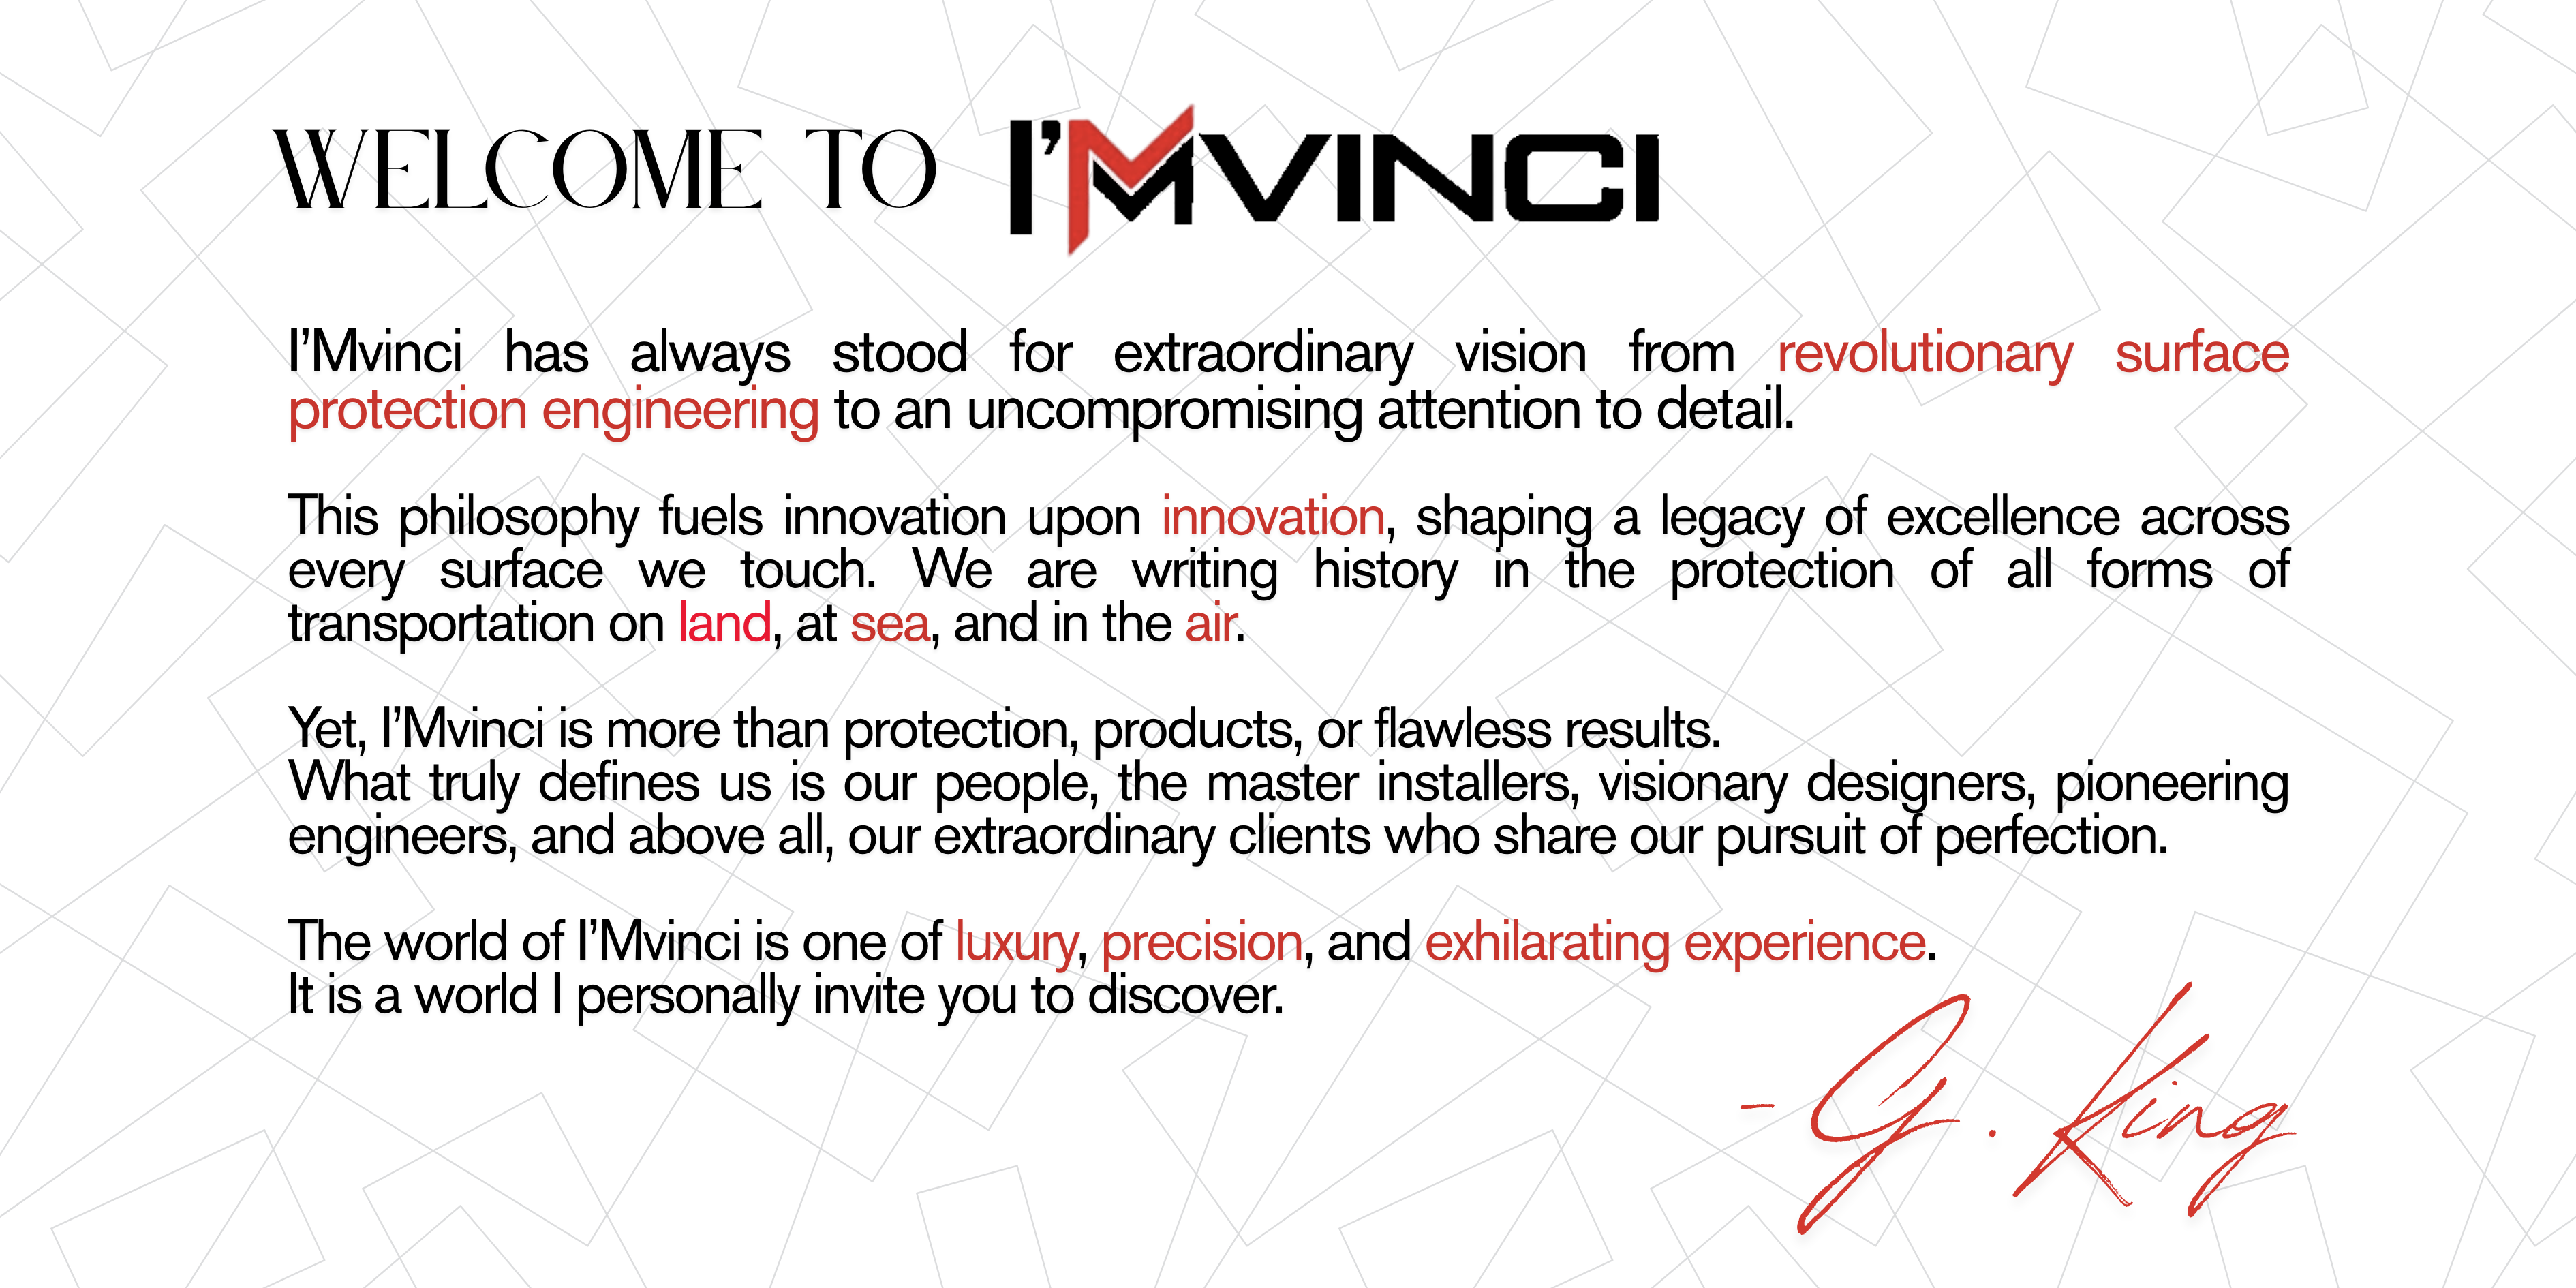 WELCOME TO I'MVINCI
I’Mvinci has always stood for extraordinary vision from revolutionary surface
protection engineering to an uncompromising attention to detail.
This philosophy fuels innovation upon innovation, shaping a legacy of excellence across
every surface we touch. We are writing history in the protection of all forms of
transportation on land, at sea, and in the air.
Yet, I’Mvinci is more than protection, products, or flawless results.
What truly defines us is our people, the master installers, visionary designers, pioneering
engineers, and above all, our extraordinary clients who share our pursuit of perfection.
The world of I’Mvinci is one of luxury, precision, and exhilarating experience.
It is a world I personally invite you to discover.
- G. King